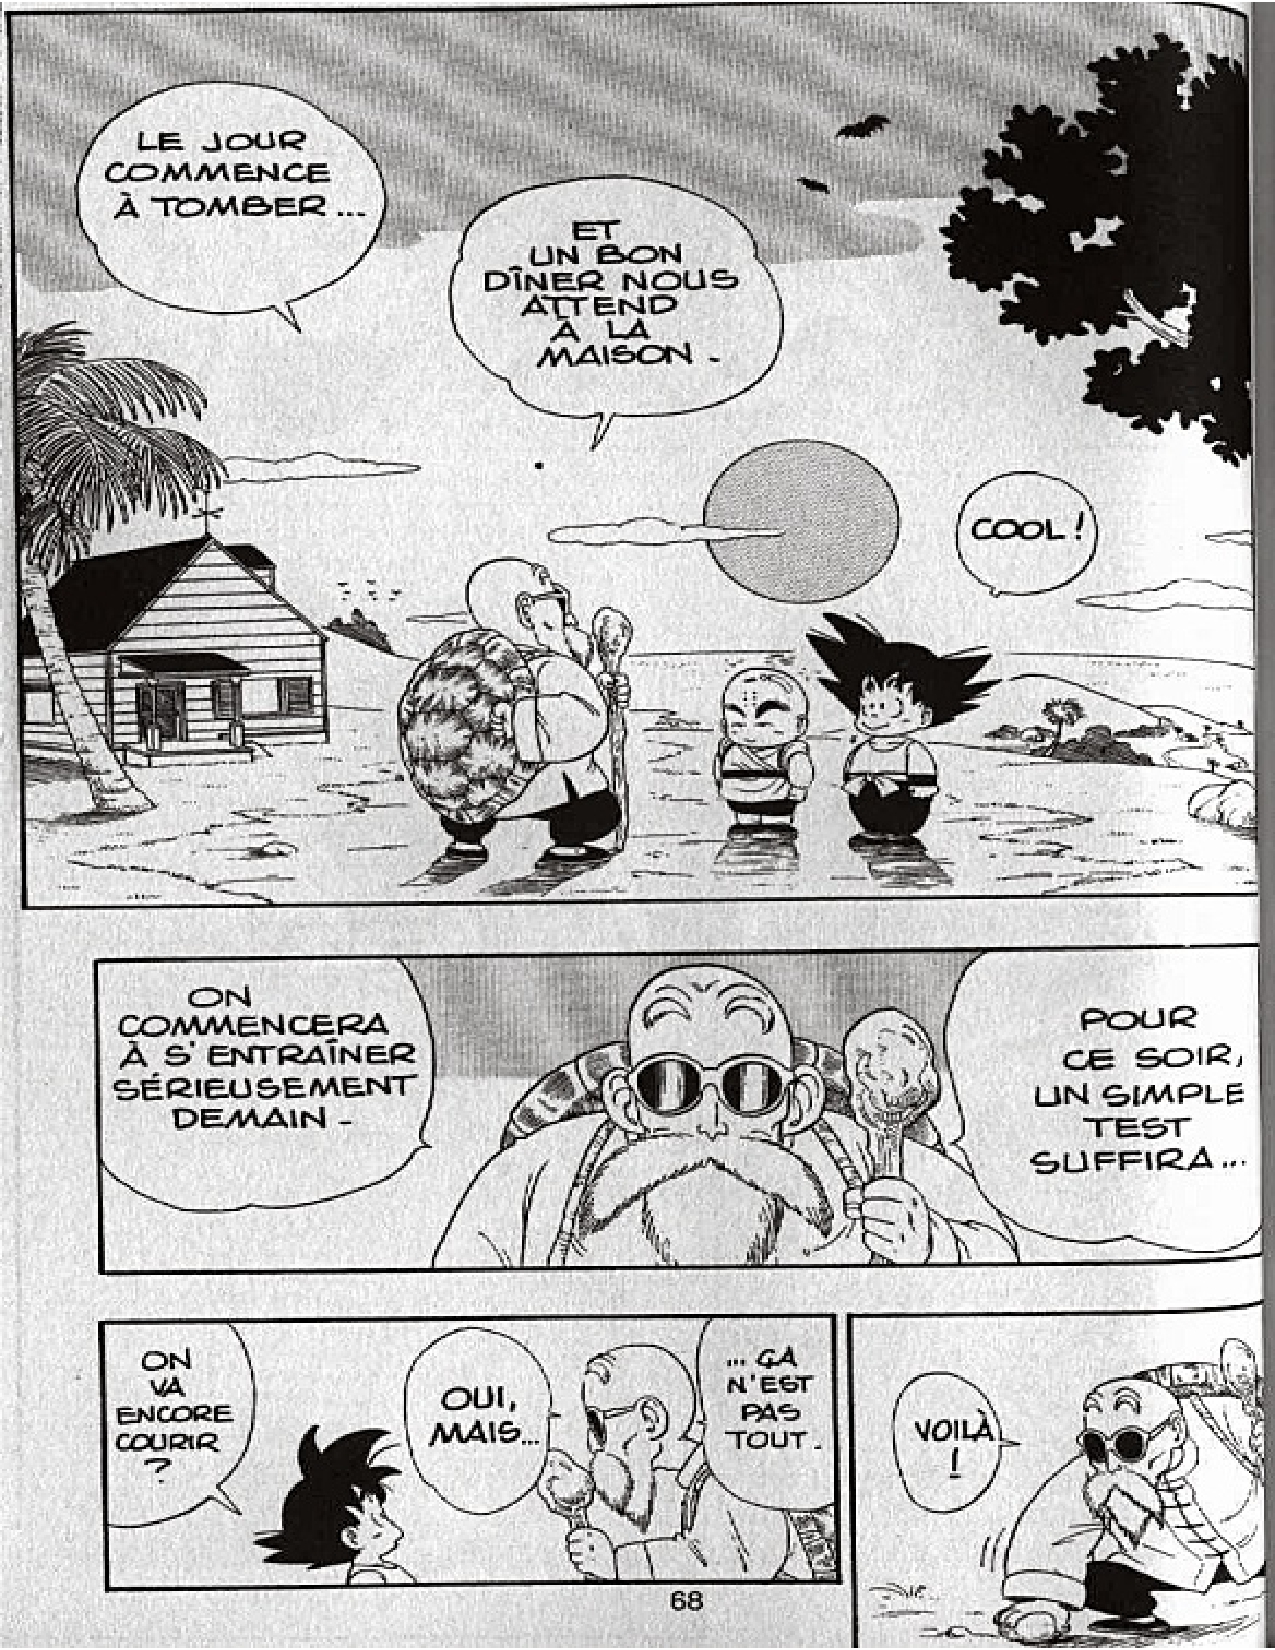 LE JOUR
COMMENCE
À TOMBER...
ET
UN BON
DÎNER NOUS
ATTEND
À LA
MAISON.
COOL!
ON
COMMENCERA
À S'ENTRAÎNER
SÉRIEUSEMENT
DEMAIN.
POUR
CE SOIR,
UN SIMPLE
TEST
SUFFIRA...
ON
VA
ENCORE
COURIR
?
OUI,
MAIS...
... ÇA
N'EST
PAS
TOUT.
VOILÀ
!
68